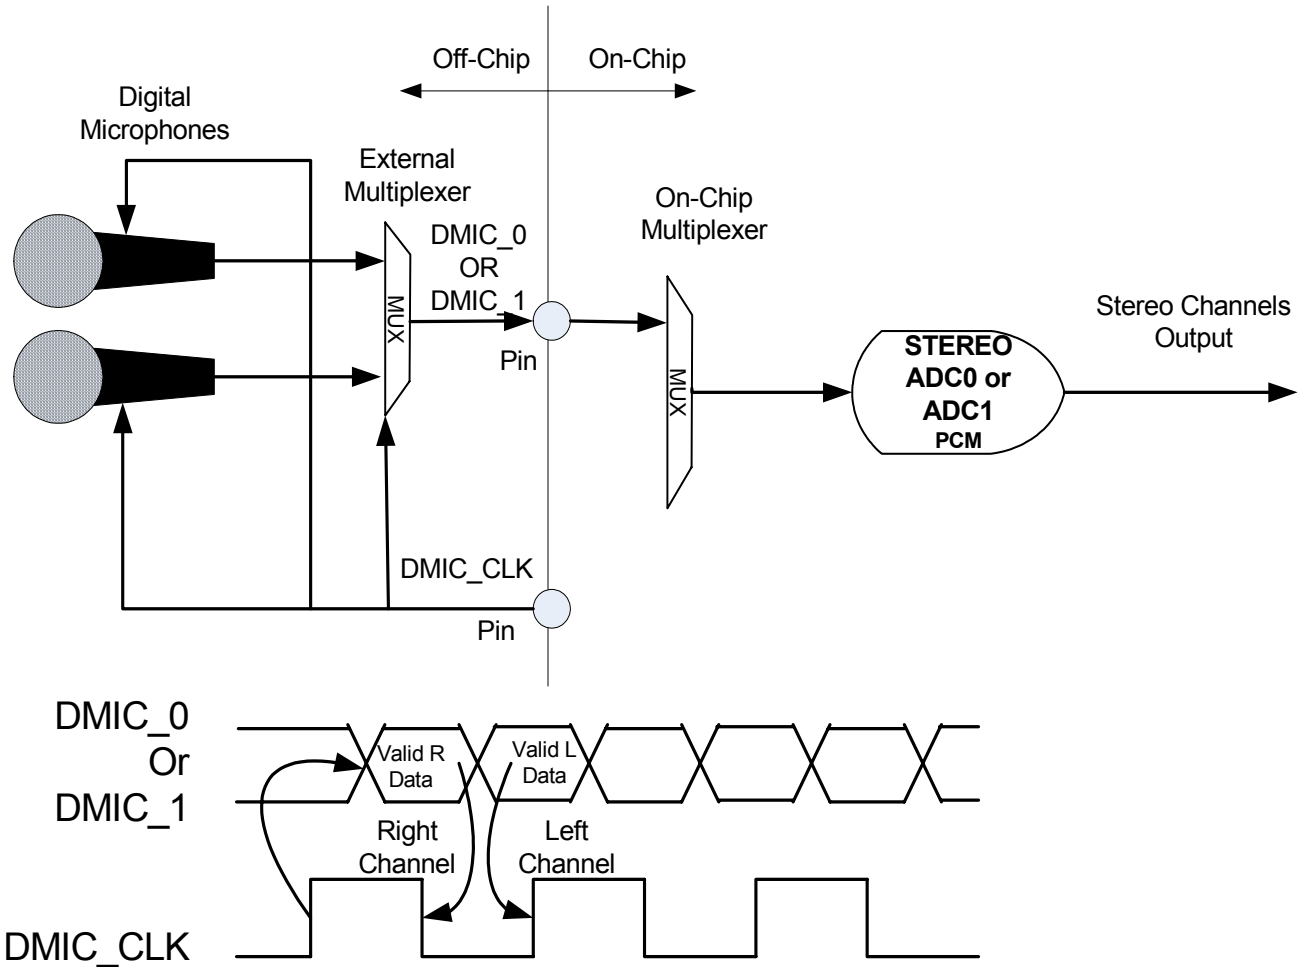 Off-Chip
On-Chip
Digital
Microphones
External
Multiplexer
On-Chip
Multiplexer
DMIC_0
OR
DMIC_1
MUX
Pin
MUX
Stereo Channels
Output
STEREO
ADC0 or
ADC1
PCM
DMIC_CLK
Pin
DMIC_0
Or
DMIC_1
Valid R
Data
Valid L
Data
Right
Channel
Left
Channel
DMIC_CLK